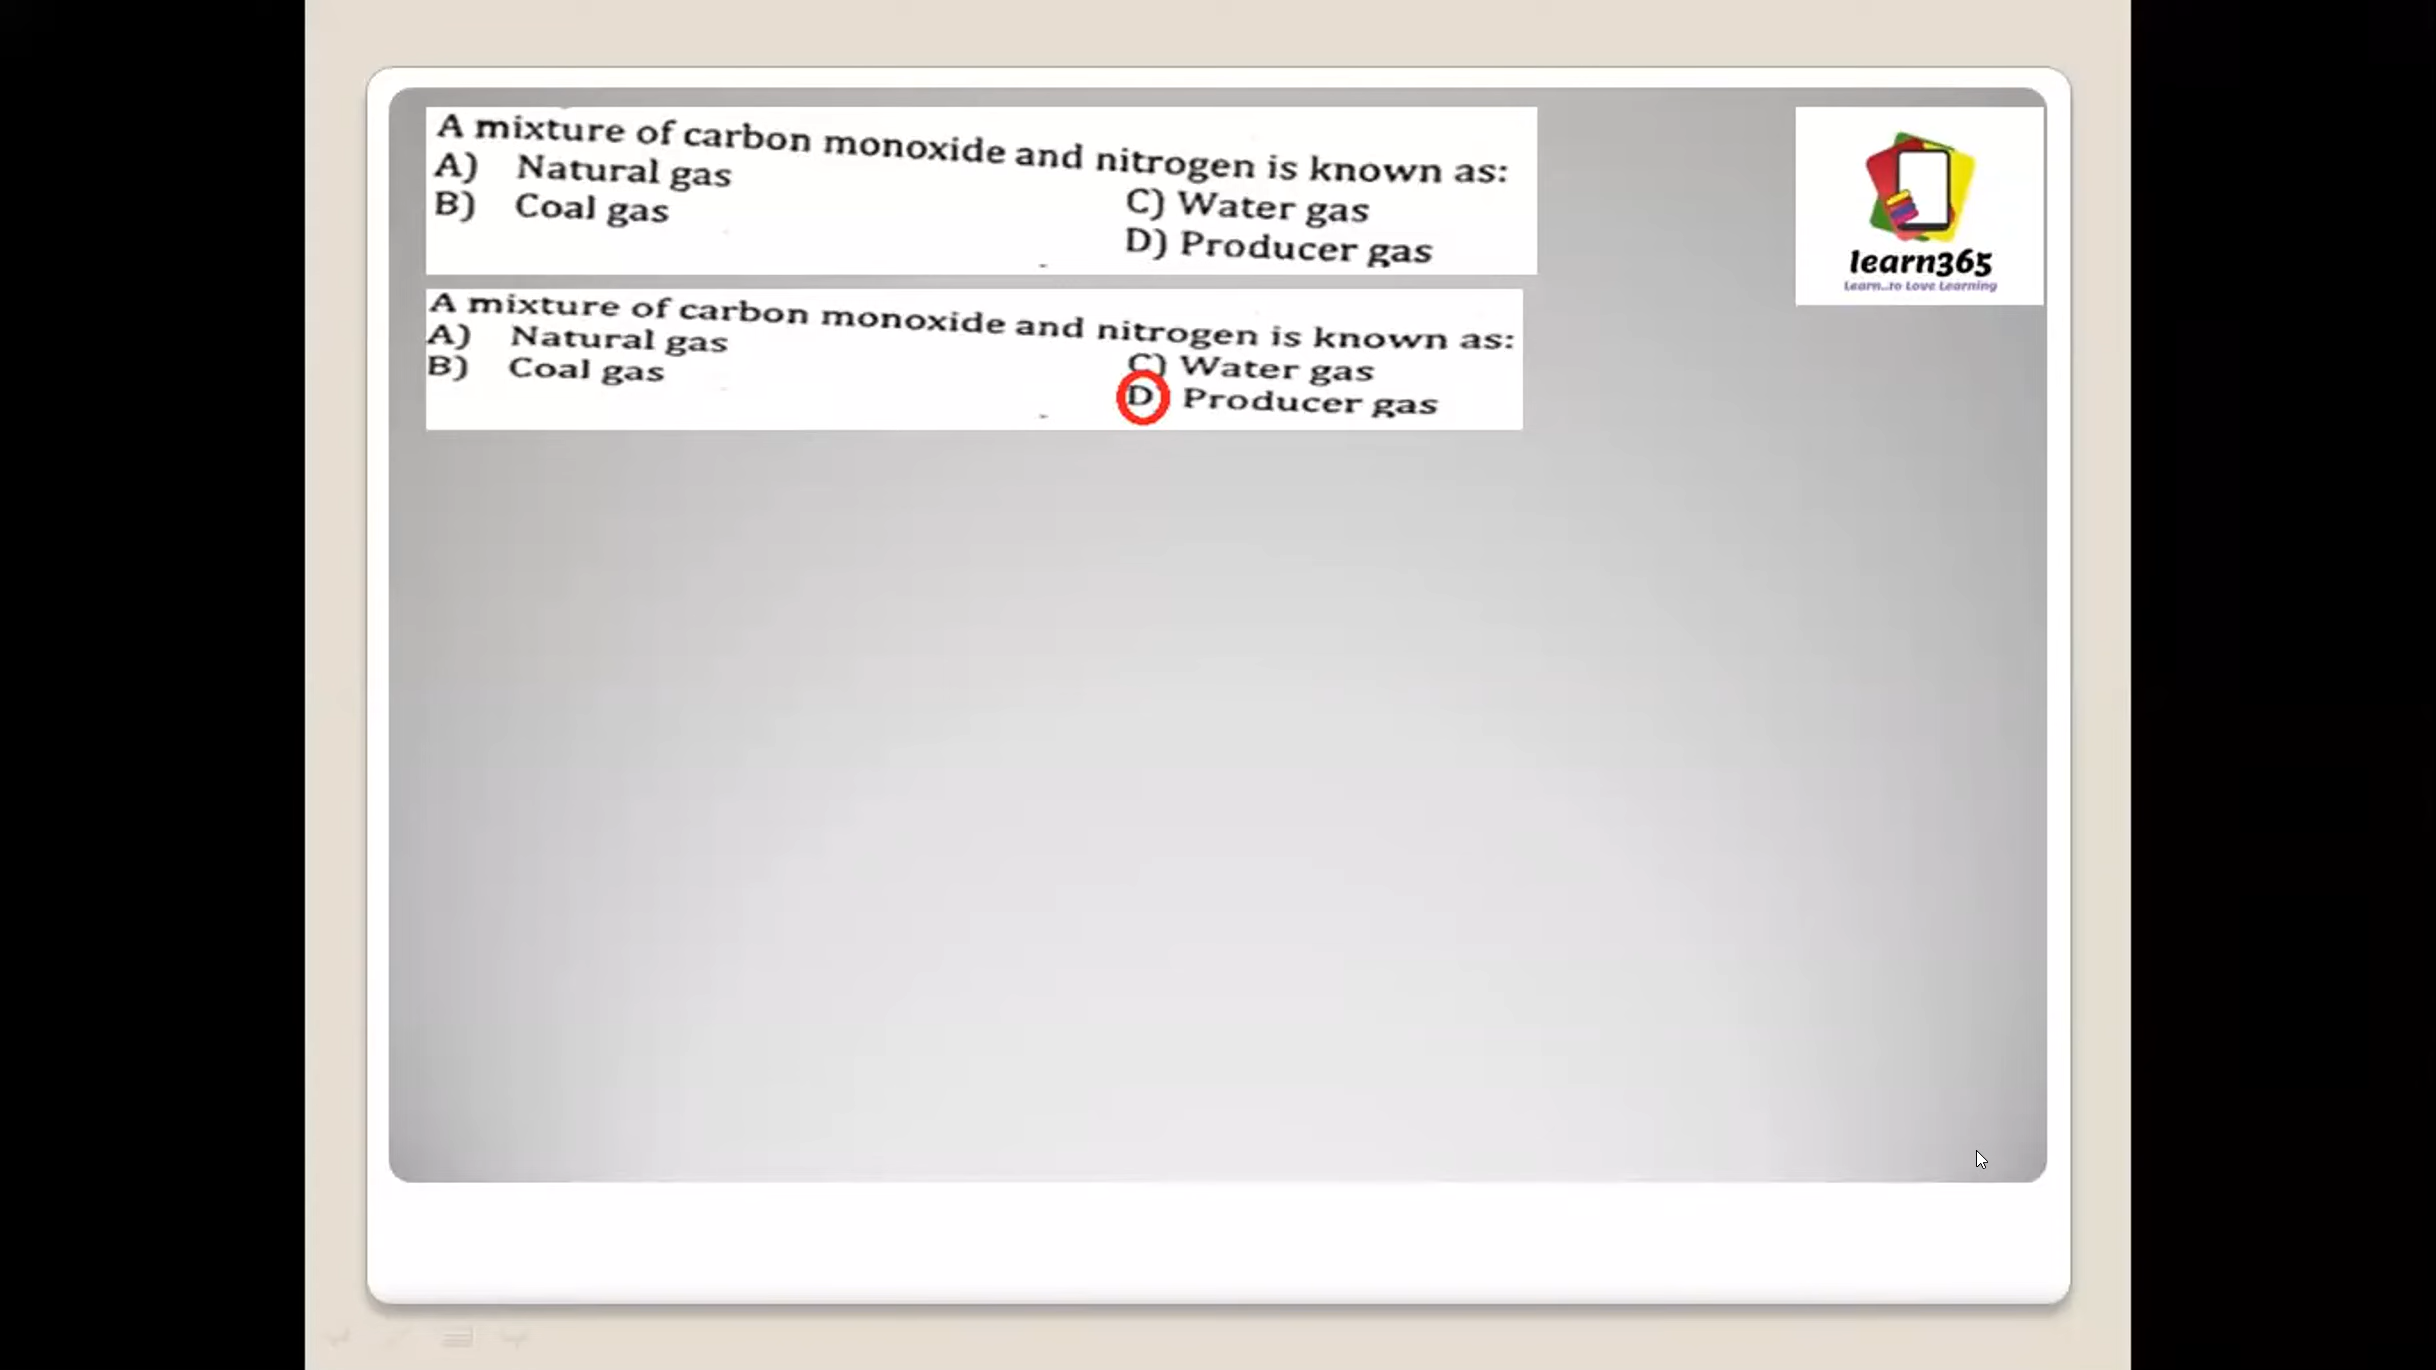 A mixture of carbon monoxide and nitrogen is known as:
A) Natural gas
B) Coal gas
C) Water gas
D) Producer gas
A mixture of carbon monoxide and nitrogen is known as:
A) Natural gas
B) Coal gas
C) Water gas
D Producer gas
learn365
Learn...to Love Learning